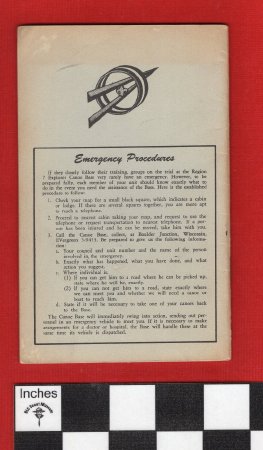 Emergency Procedures
If they closely follow their training, groups on the trail at the Region
7 Explorer Canoe Base very rarely have an emergency. However, to be
prepared fully, each member of your unit should know exactly what to
do in the event you need the assistance of the Base. Here is the established
procedure to follow:
1. Check your map for a small black square, which indicates a cabin
or lodge. If there are several squares together, you are more apt
to reach a telephone.
2. Proceed to nearest cabin taking your map, and request to use the
telephone or request transportation to nearest telephone. If a per-
son has been injured and he can be moved, take him with you.
3. Call the Canoe Base, collect, at Boulder Junction, Wisconsin,
Be prepared to give us the following informa-
tion:
a. Your council and unit number and the name of the person
involved in the emergency.
b. Exactly what has happened, what you have done, and what
action you suggest.
c. Where individual is.
(1) If you can get him to a road where he can be picked up,
state where he will be, exactly.
(2) If you can not get him to a road, state exactly where
we can meet you and whether we will need a canoe or
boat to reach him.
d. State if it will be necessary to take one of your canoes back
to the Base.
The Canoe Base will immediately swing into action, sending out per-
sonnel in an emergency vehicle to meet you. If it is necessary to make
arrangements for a doctor or hospital, the Base will handle these at the
same time its vehicle is dispatched.
Inches